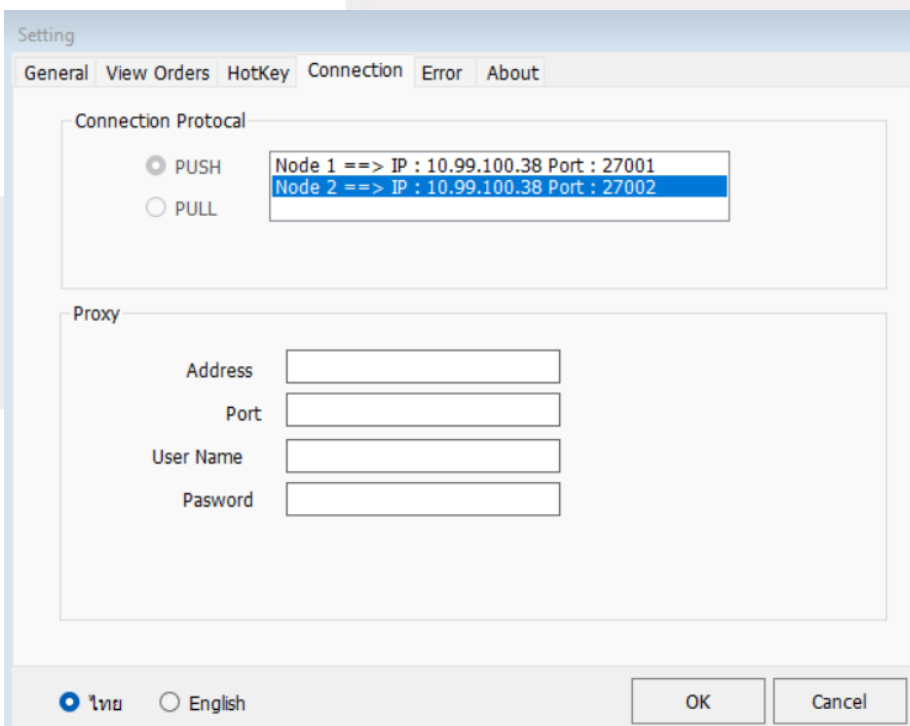 Setting
General View Orders HotKey Connection Error About
Connection Protocal
PUSH
Node 1 ==> IP : 10.99.100.38 Port : 27001
Node 2 ==> IP : 10.99.100.38 Port : 27002
PULL
Proxy
Address
Port
User Name
Pasword
ไทย English OK Cancel